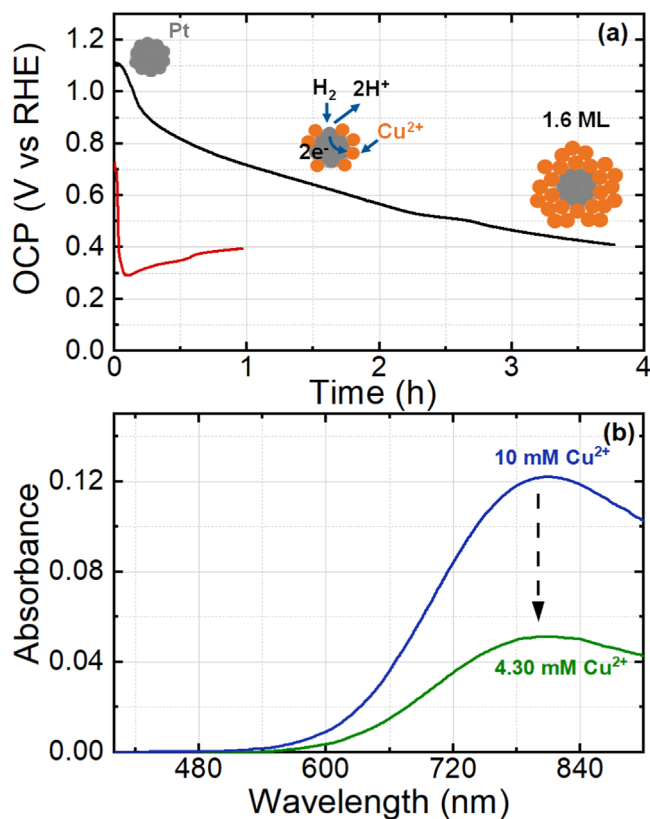 (a)
Pt
H₂
2H⁺
Cu²⁺
2e⁻
1.6 ML
OCP (V vs RHE)
1.2
1.0
0.8
0.6
0.4
0.2
0.0
0 1 2 3 4
Time (h)
(b)
10 mM Cu²⁺
4.30 mM Cu²⁺
Absorbance
0.12
0.08
0.04
0.00
480 600 720 840
Wavelength (nm)